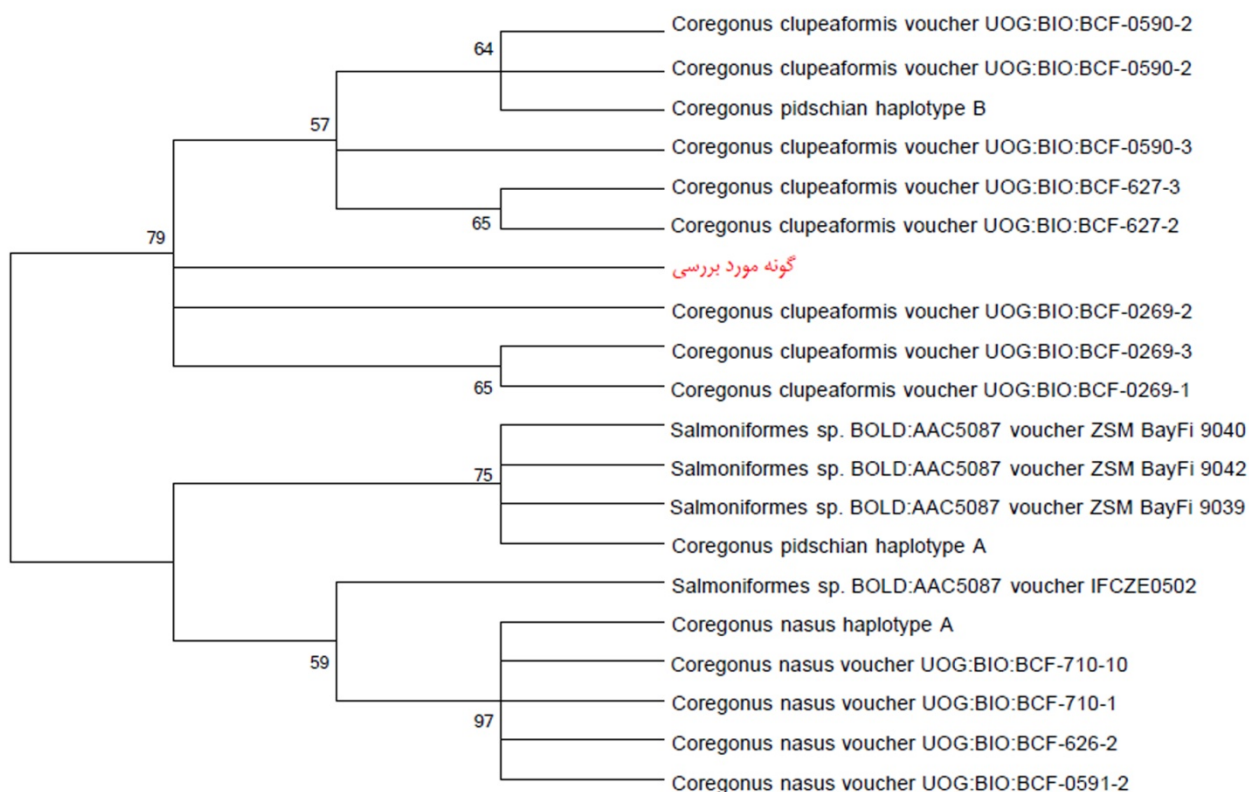 Coregonus clupeaformis voucher UOG:BIO:BCF-0590-2
64
Coregonus clupeaformis voucher UOG:BIO:BCF-0590-2
Coregonus pidschian haplotype B
57
Coregonus clupeaformis voucher UOG:BIO:BCF-0590-3
Coregonus clupeaformis voucher UOG:BIO:BCF-627-3
65
Coregonus clupeaformis voucher UOG:BIO:BCF-627-2
79
گونه مورد بررسی
Coregonus clupeaformis voucher UOG:BIO:BCF-0269-2
Coregonus clupeaformis voucher UOG:BIO:BCF-0269-3
65
Coregonus clupeaformis voucher UOG:BIO:BCF-0269-1
Salmoniformes sp. BOLD:AAC5087 voucher ZSM BayFi 9040
75
Salmoniformes sp. BOLD:AAC5087 voucher ZSM BayFi 9042
Salmoniformes sp. BOLD:AAC5087 voucher ZSM BayFi 9039
Coregonus pidschian haplotype A
Salmoniformes sp. BOLD:AAC5087 voucher IFCZE0502
Coregonus nasus haplotype A
59
Coregonus nasus voucher UOG:BIO:BCF-710-10
Coregonus nasus voucher UOG:BIO:BCF-710-1
97
Coregonus nasus voucher UOG:BIO:BCF-626-2
Coregonus nasus voucher UOG:BIO:BCF-0591-2